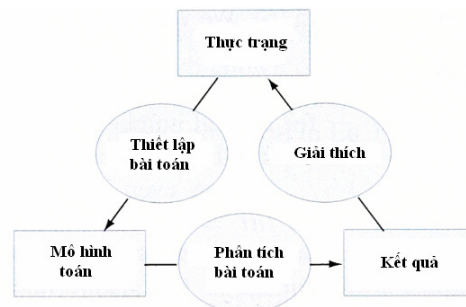 Thực trạng
Thiết lập
bài toán
Giải thích
Mô hình
toán
Phân tích
bài toán
Kết quả